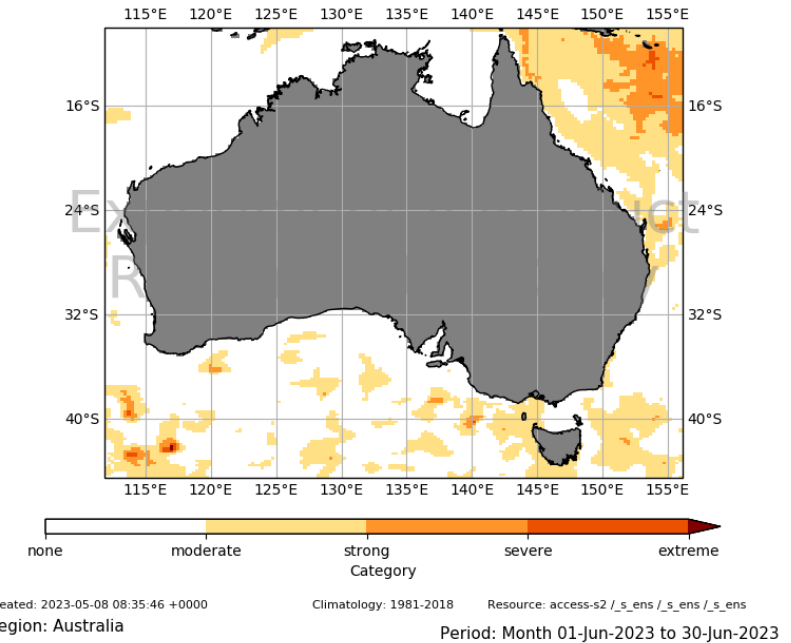 115°E 120°E 125°E 130°E 135°E 140°E 145°E 150°E 155°E
16°S 16°S
24°S 24°S
32°S 32°S
40°S 40°S
115°E 120°E 125°E 130°E 135°E 140°E 145°E 150°E 155°E
none moderate strong severe extreme
Category
eated: 2023-05-08 08:35:46 +0000 Climatology: 1981-2018 Resource: access-s2 /_s_ens /_s_ens /_s_ens
egion: Australia
Period: Month 01-Jun-2023 to 30-Jun-2023